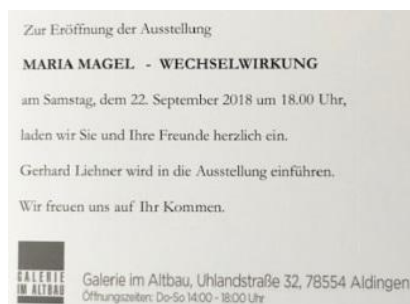 Zur Eröffnung der Ausstellung
MARIA MAGEL - WECHSELWIRKUNG
am Samstag, dem 22. September 2018 um 18.00 Uhr,
laden wir Sie und Ihre Freunde herzlich ein.
Gerhard Liehner wird in die Ausstellung einführen.
Wir freuen uns auf Ihr Kommen.
GALERIE
IM ALTBAU
Galerie im Altbau, Uhlandstraße 32, 78554 Aldingen
Öffnungszeiten: Do-So 14:00 - 18:00 Uhr